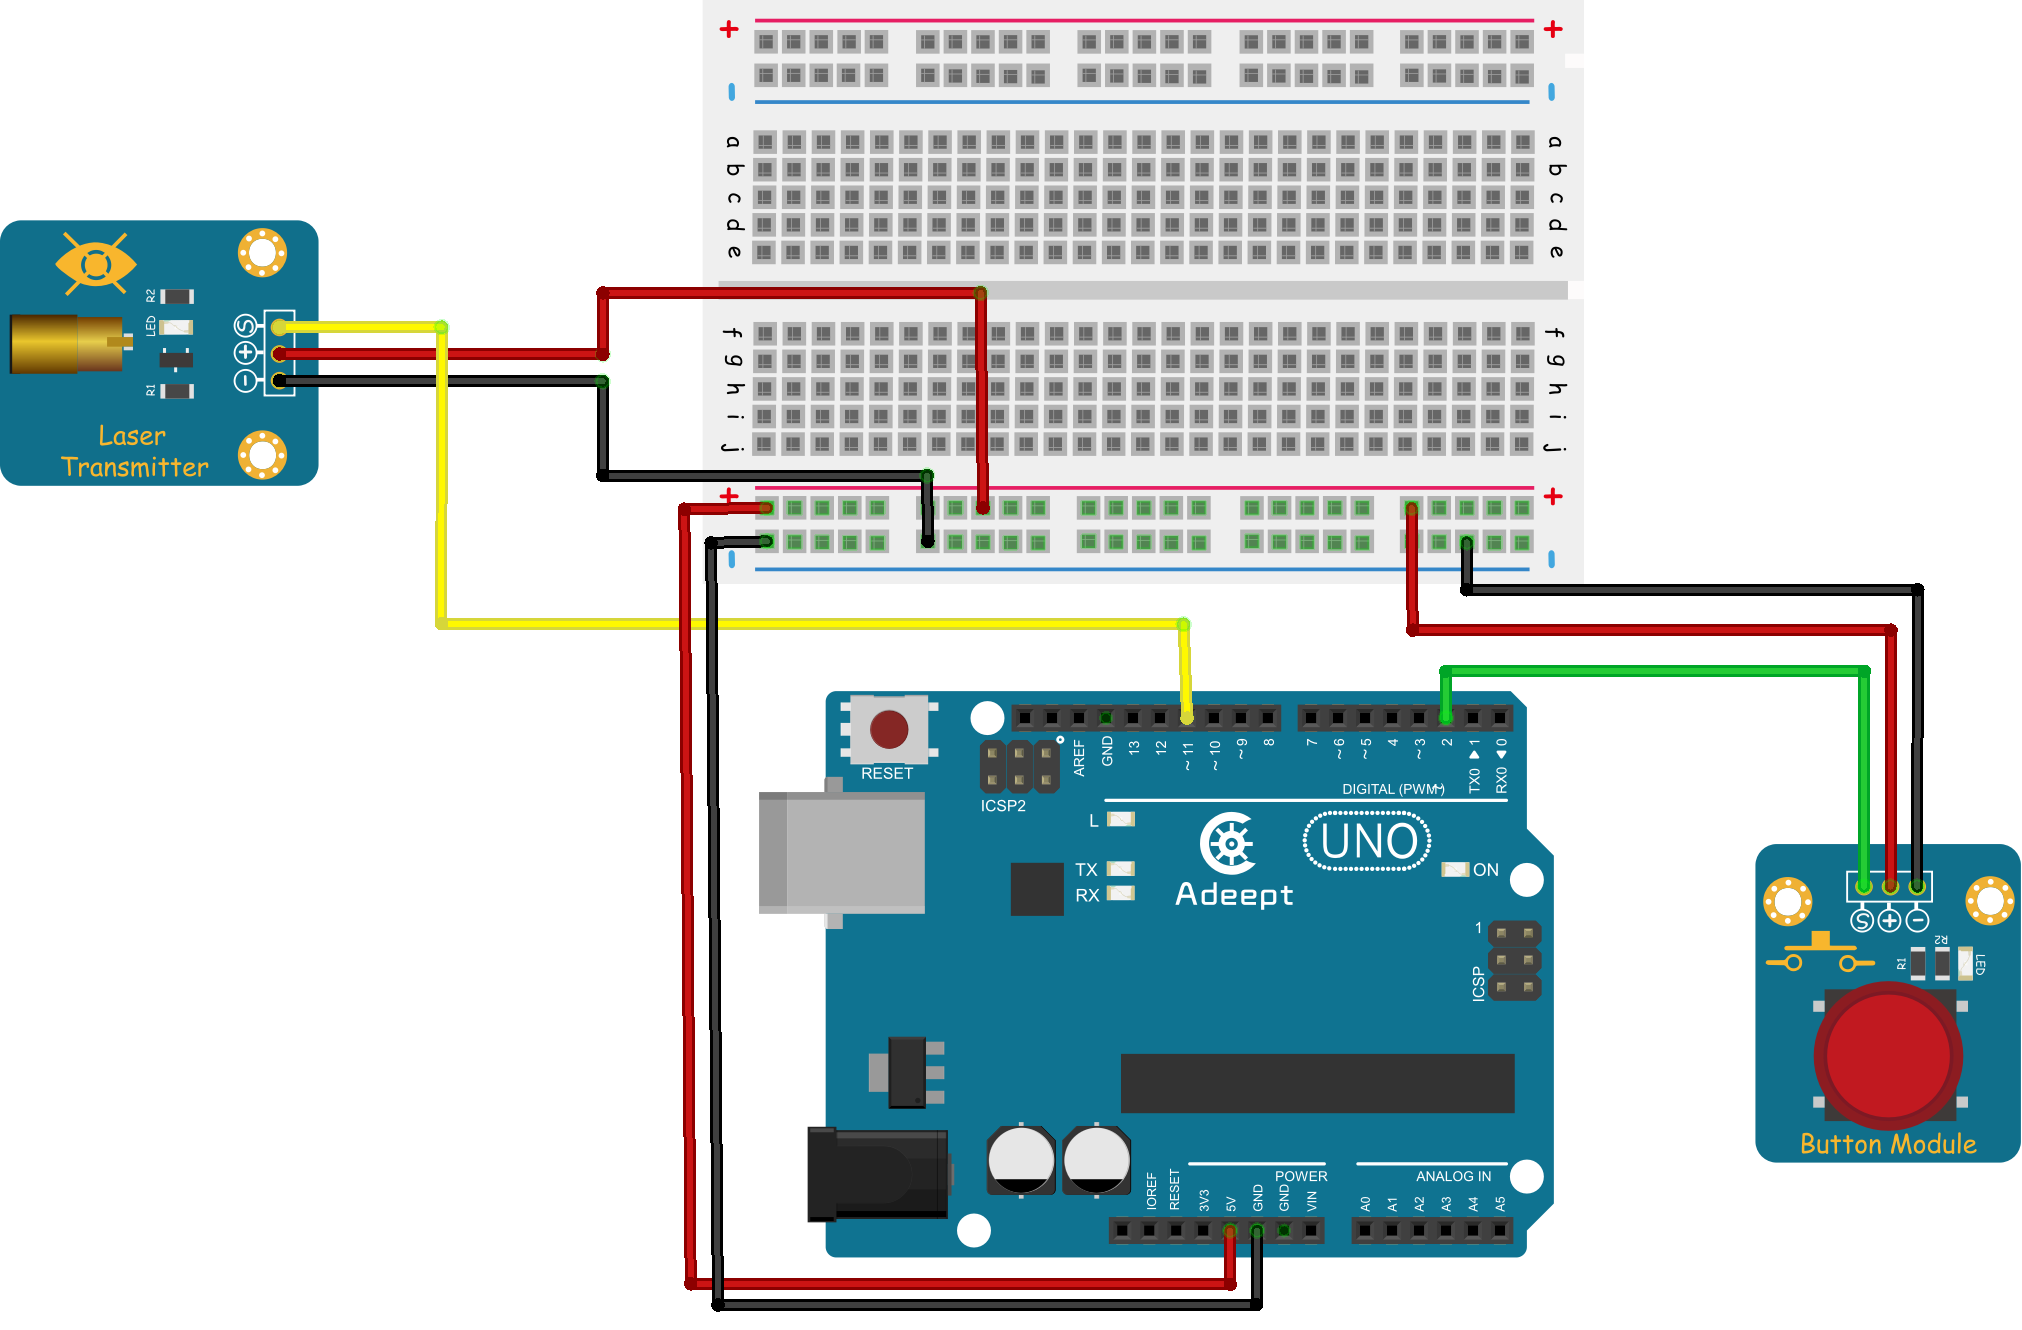 + +
a a
b b
c c
d d
e e
f f
g g
h h
i i
j j
+ +
R2
LED
R1
S
+
-
Laser
Transmitter
RESET
ICSP2
AREF
GND
13
12
~11
~10
~9
8
7
~6
~5
4
~3
2
TX0 ▶ 1
RX0 ◀ 0
DIGITAL (PWM~)
L
TX
RX
Adeept
UNO
ON
1
ICSP
POWER
ANALOG IN
IOREF
RESET
3V3
5V
GND
GND
VIN
A0
A1
A2
A3
A4
A5
S
+
-
R1
R2
LED
Button Module